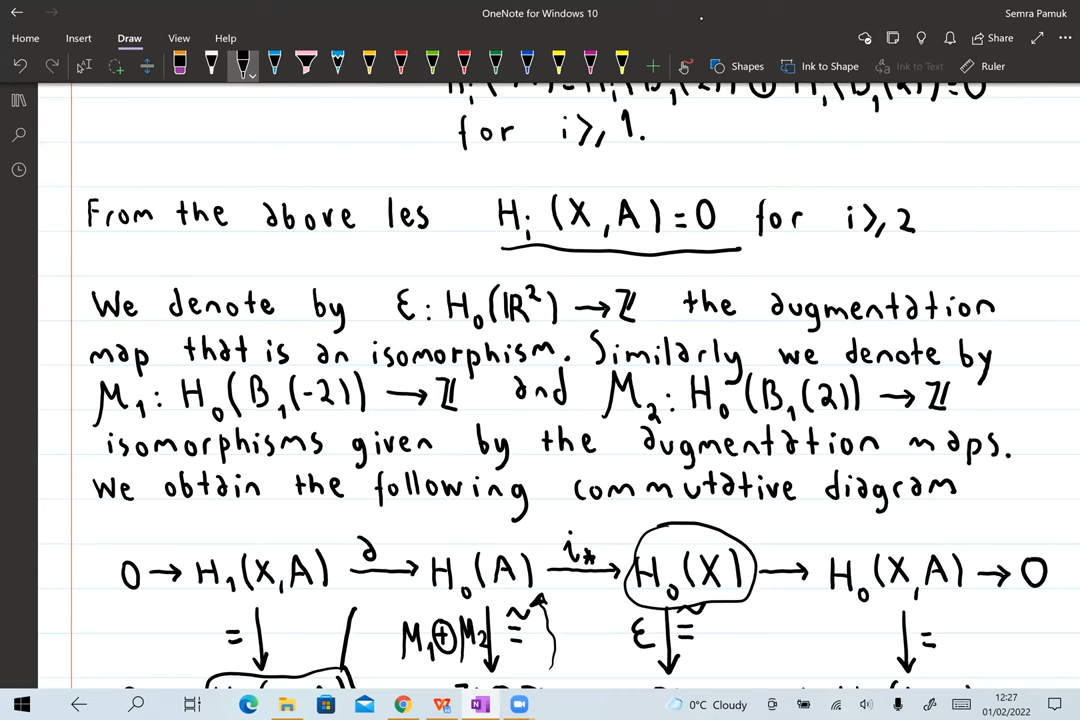 OneNote for Windows 10
Semra Pamuk
Home Insert Draw View Help
Share
Shapes Ink to Shape Ink to Text Ruler
for i ≥ 1.
From the above les H_i (X,A) = 0 for i ≥ 2
We denote by ε : H_0(ℝ²) → ℤ the augmentation
map that is an isomorphism. Similarly we denote by
M_1 : H_0(B_1(-2)) → ℤ and M_2 : H_0(B_1(2)) → ℤ
isomorphisms given by the augmentation maps.
We obtain the following commutative diagram
0 → H_1(X,A) ∂→ H_0(A) i_*→ H_0(X) → H_0(X,A) → 0
= ↓ M_1⊕M_2 ↓ ≅ ε ↓ ≅ ↓ =
0°C Cloudy
12:27
01/02/2022